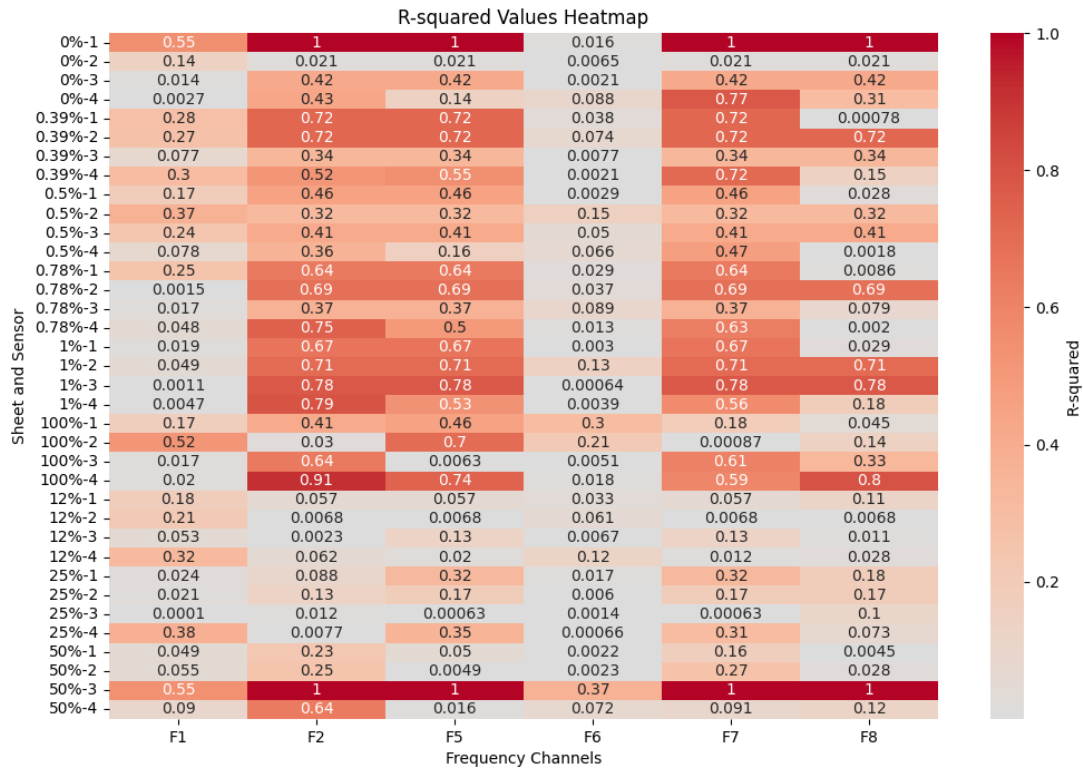 R-squared Values Heatmap
0%-1 0.55 1 1 0.016 1 1
0%-2 0.14 0.021 0.021 0.0065 0.021 0.021
0%-3 0.014 0.42 0.42 0.0021 0.42 0.42
0%-4 0.0027 0.43 0.14 0.088 0.77 0.31
0.39%-1 0.28 0.72 0.72 0.038 0.72 0.00078
0.39%-2 0.27 0.72 0.72 0.074 0.72 0.72
0.39%-3 0.077 0.34 0.34 0.0077 0.34 0.34
0.39%-4 0.3 0.52 0.55 0.0021 0.72 0.15
0.5%-1 0.17 0.46 0.46 0.0029 0.46 0.028
0.5%-2 0.37 0.32 0.32 0.15 0.32 0.32
0.5%-3 0.24 0.41 0.41 0.05 0.41 0.41
0.5%-4 0.078 0.36 0.16 0.066 0.47 0.0018
0.78%-1 0.25 0.64 0.64 0.029 0.64 0.0086
0.78%-2 0.0015 0.69 0.69 0.037 0.69 0.69
0.78%-3 0.017 0.37 0.37 0.089 0.37 0.079
0.78%-4 0.048 0.75 0.5 0.013 0.63 0.002
1%-1 0.019 0.67 0.67 0.003 0.67 0.029
1%-2 0.049 0.71 0.71 0.13 0.71 0.71
1%-3 0.0011 0.78 0.78 0.00064 0.78 0.78
1%-4 0.0047 0.79 0.53 0.0039 0.56 0.18
100%-1 0.17 0.41 0.46 0.3 0.18 0.045
100%-2 0.52 0.03 0.7 0.21 0.00087 0.14
100%-3 0.017 0.64 0.0063 0.0051 0.61 0.33
100%-4 0.02 0.91 0.74 0.018 0.59 0.8
12%-1 0.18 0.057 0.057 0.033 0.057 0.11
12%-2 0.21 0.0068 0.0068 0.061 0.0068 0.0068
12%-3 0.053 0.0023 0.13 0.0067 0.13 0.011
12%-4 0.32 0.062 0.02 0.12 0.012 0.028
25%-1 0.024 0.088 0.32 0.017 0.32 0.18
25%-2 0.021 0.13 0.17 0.006 0.17 0.17
25%-3 0.0001 0.012 0.00063 0.0014 0.00063 0.1
25%-4 0.38 0.0077 0.35 0.00066 0.31 0.073
50%-1 0.049 0.23 0.05 0.0022 0.16 0.0045
50%-2 0.055 0.25 0.0049 0.0023 0.27 0.028
50%-3 0.55 1 1 0.37 1 1
50%-4 0.09 0.64 0.016 0.072 0.091 0.12
F1 F2 F5 F6 F7 F8
Frequency Channels
Sheet and Sensor
1.0
0.8
0.6
0.4
0.2
R-squared